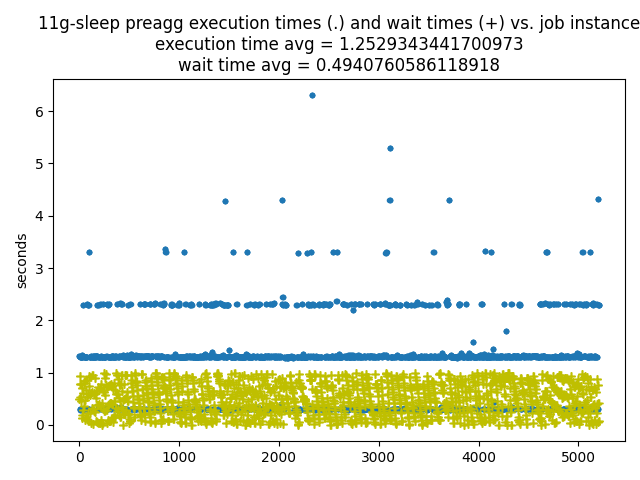 11g-sleep preagg execution times (.) and wait times (+) vs. job instance
execution time avg = 1.2529343441700973
wait time avg = 0.4940760586118918
6
5
4
3
2
1
0
seconds
0 1000 2000 3000 4000 5000